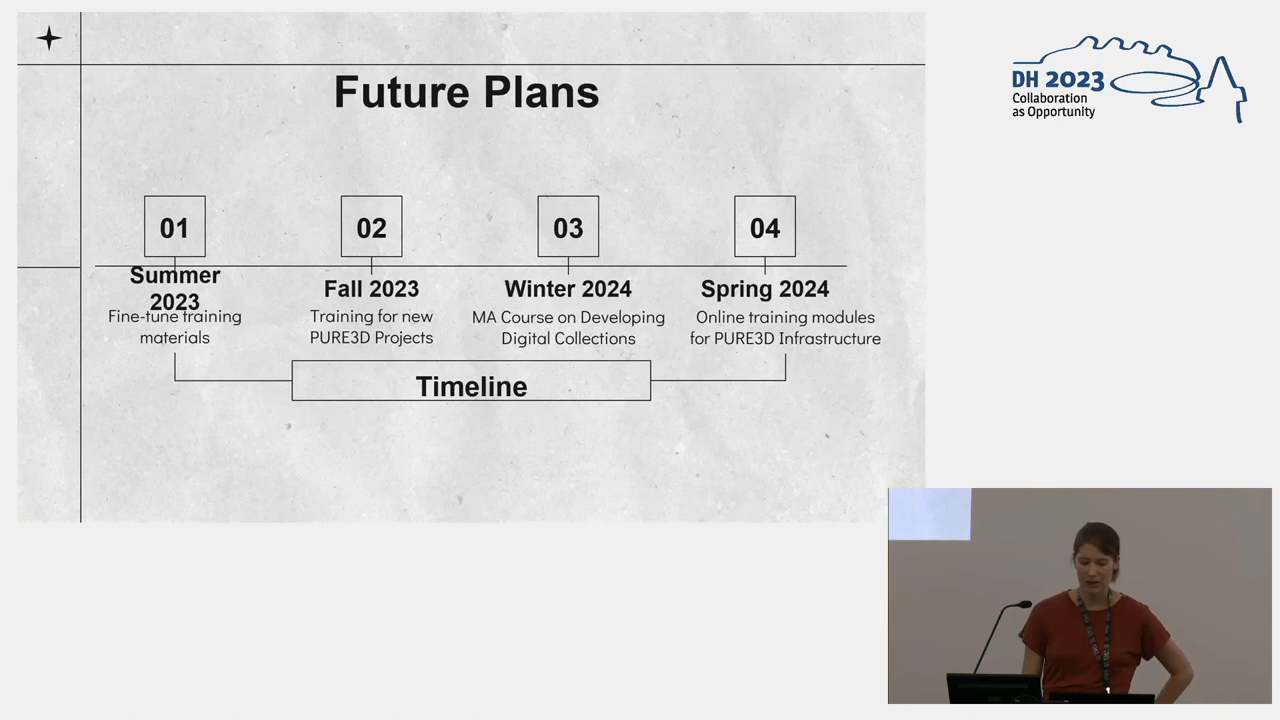 Future Plans
01
02
03
04
Summer
2023
Fall 2023
Winter 2024
Spring 2024
Fine-tune training
materials
Training for new
PURE3D Projects
MA Course on Developing
Digital Collections
Online training modules
for PURE3D Infrastructure
Timeline
DH 2023
Collaboration
as Opportunity